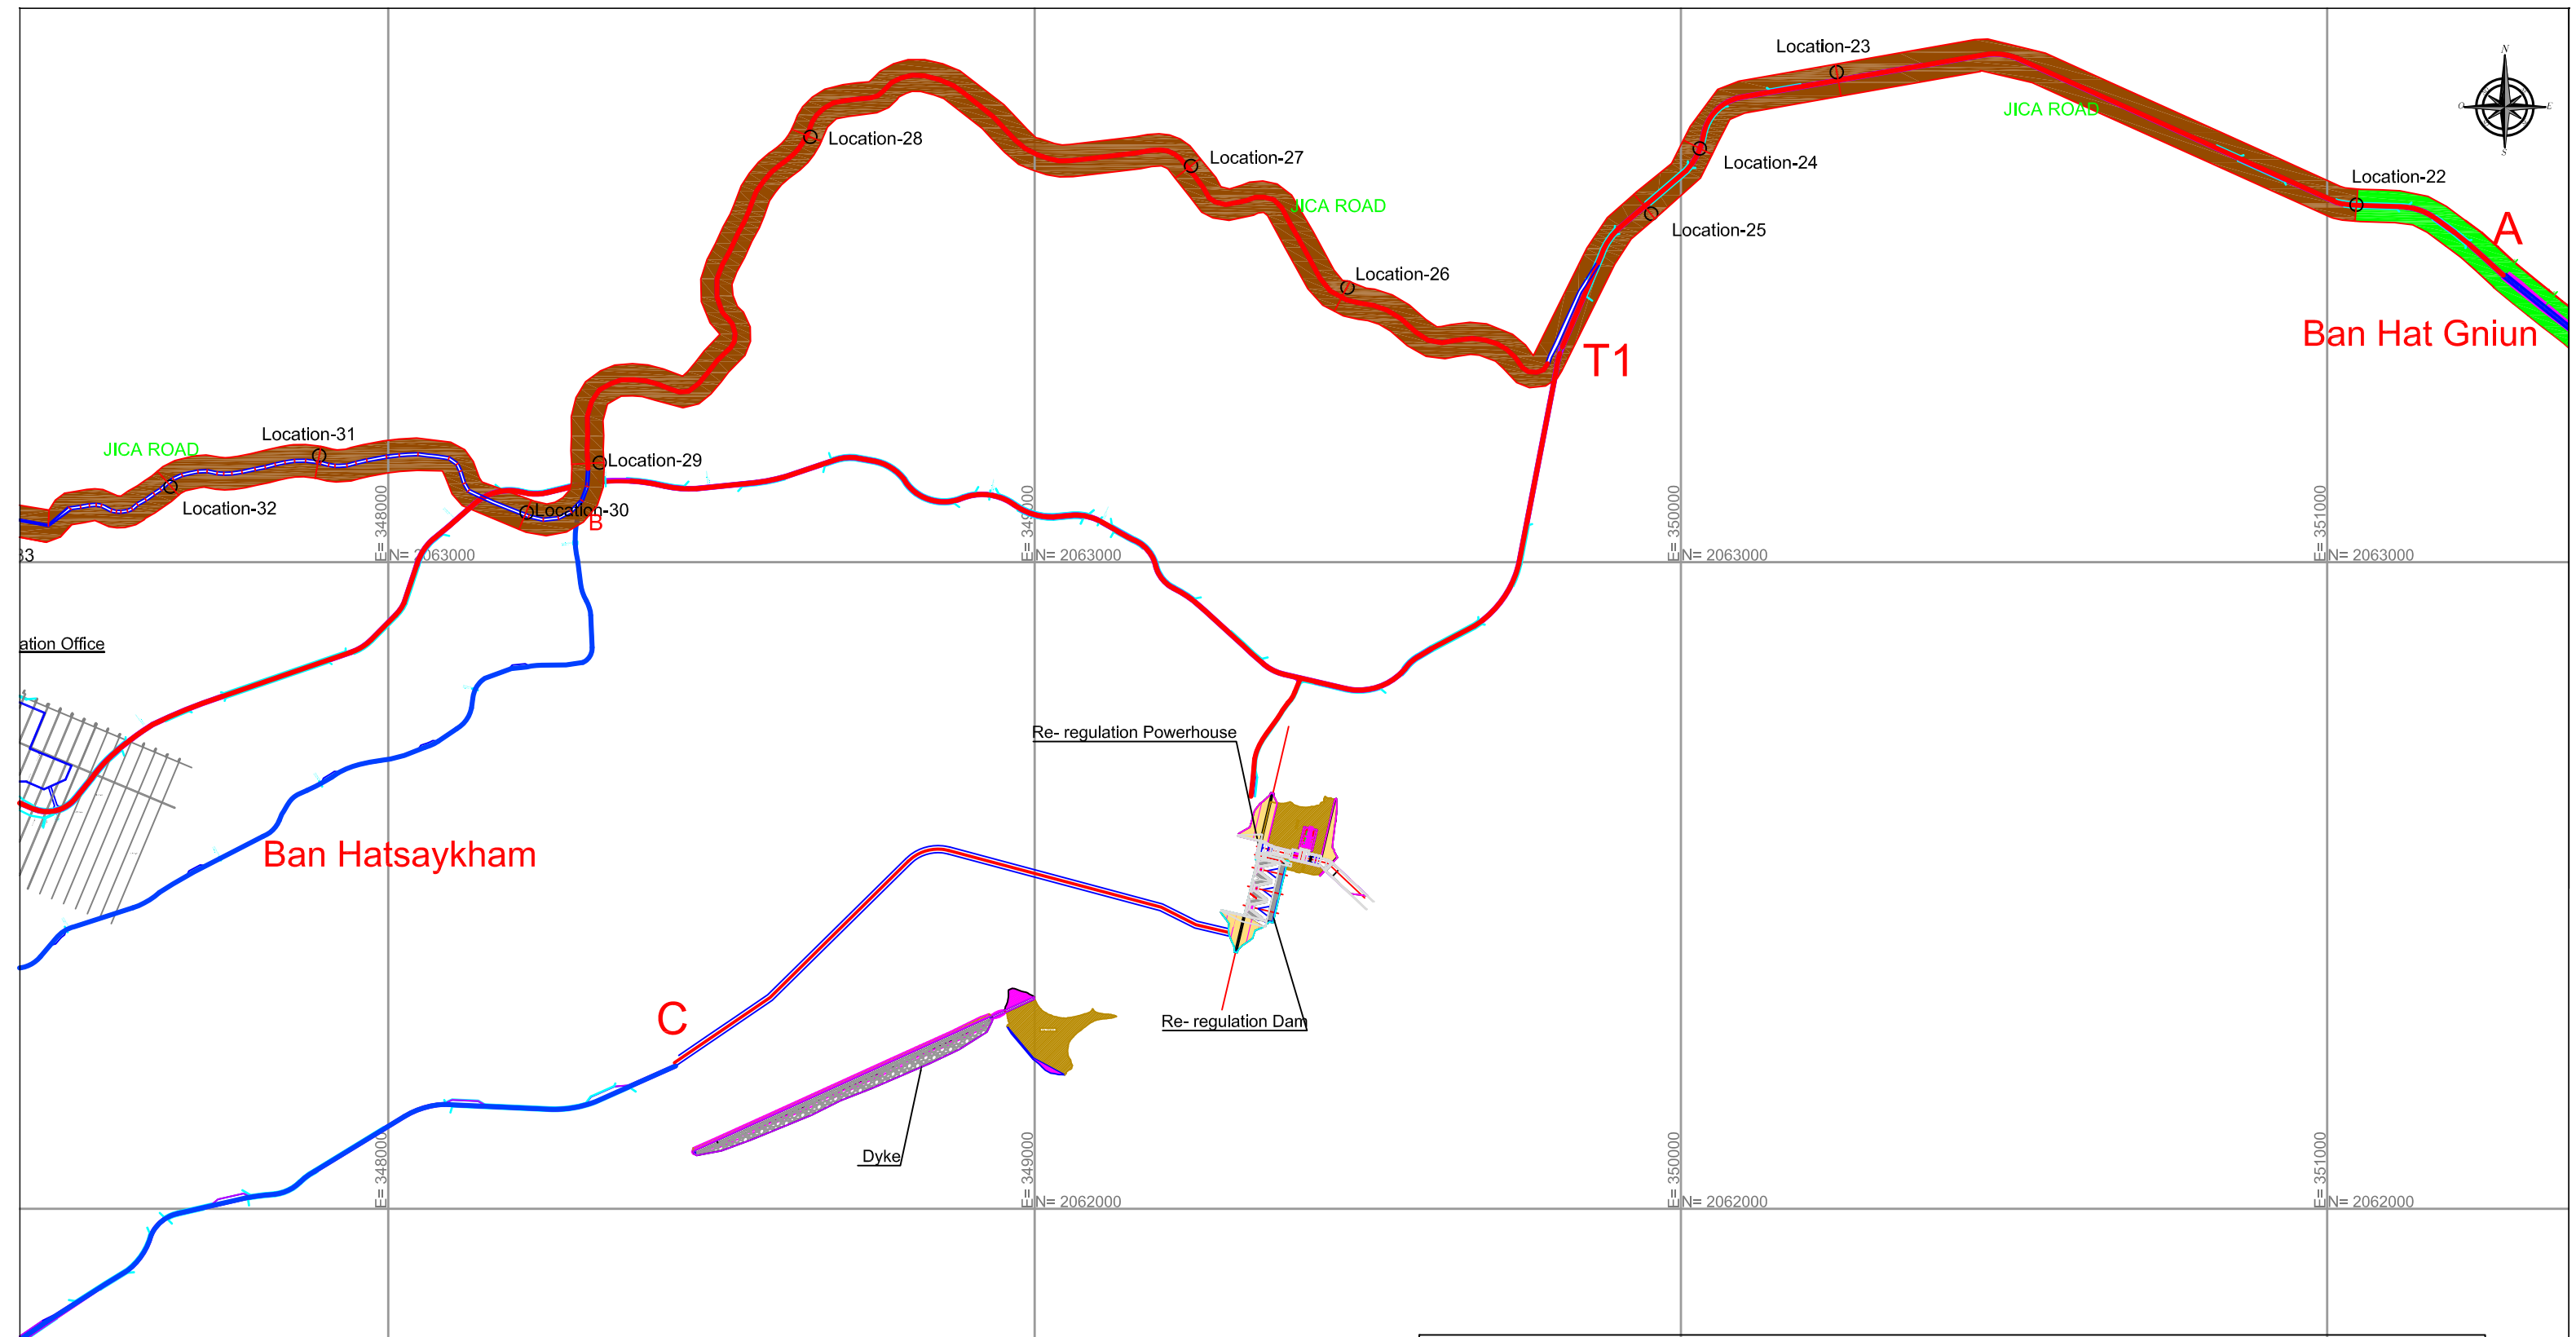 Location-23
N
O
E
S
JICA ROAD
Location-28
Location-27
Location-24
Location-22
JICA ROAD
A
Location-25
Location-26
Ban Hat Gniun
T1
Location-31
JICA ROAD
Location-29
Location-32
Location-30
B
33
E= 348000
N= 2063000
E= 349000
N= 2063000
E= 350000
N= 2063000
E= 351000
N= 2063000
ation Office
Re- regulation Powerhouse
Ban Hatsaykham
C
Re- regulation Dam
Dyke
E= 348000
E= 349000
N= 2062000
E= 350000
N= 2062000
E= 351000
N= 2062000